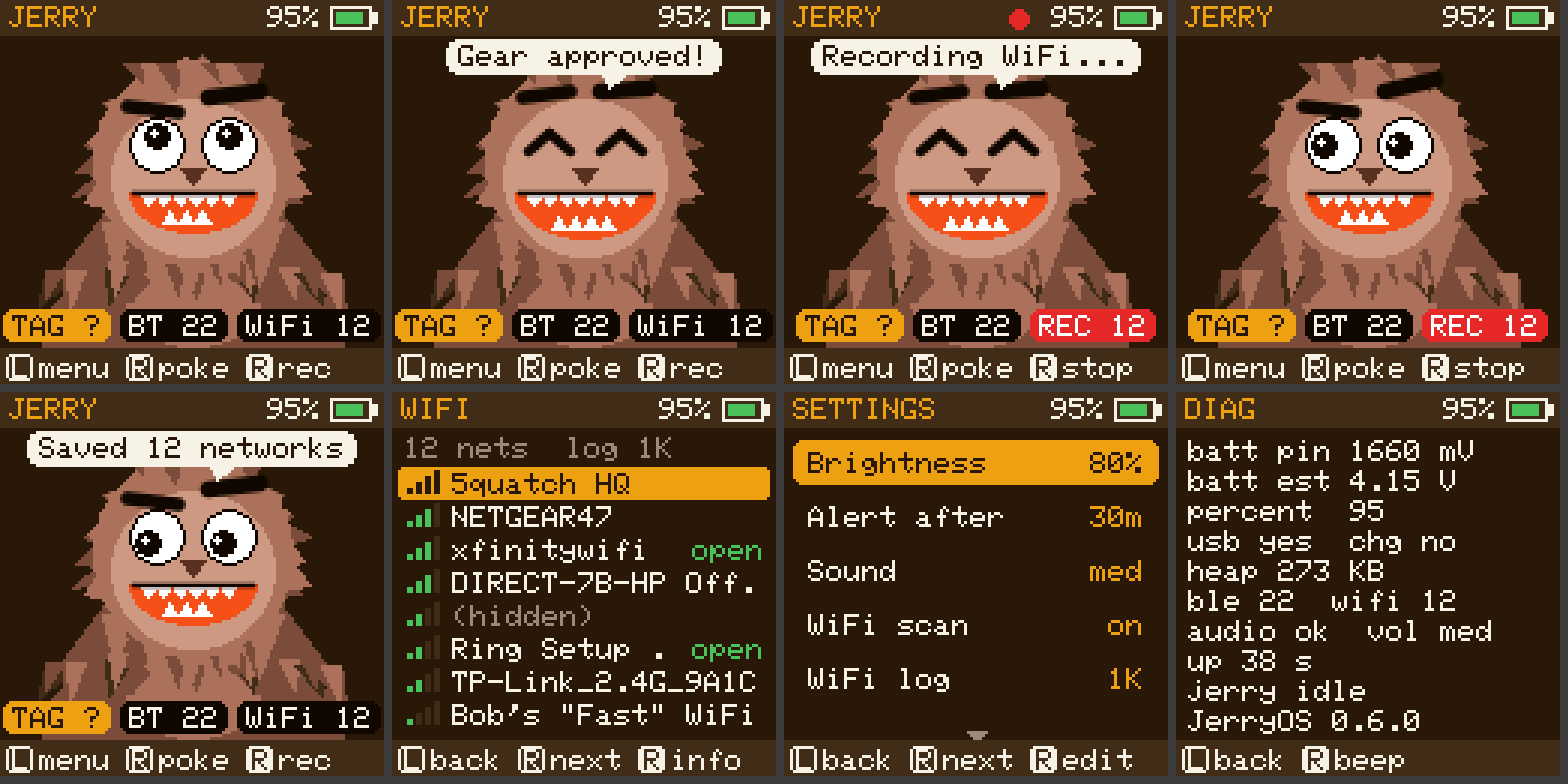 JERRY 95%
TAG ? BT 22 WiFi 12
L menu R poke R rec
JERRY 95%
Gear approved!
TAG ? BT 22 WiFi 12
L menu R poke R rec
JERRY 95%
Recording WiFi...
TAG ? BT 22 REC 12
L menu R poke R stop
JERRY 95%
TAG ? BT 22 REC 12
L menu R poke R stop
JERRY 95%
Saved 12 networks
TAG ? BT 22 WiFi 12
L menu R poke R rec
WIFI 95%
12 nets log 1K
5quatch HQ
NETGEAR47
xfinitywifi open
DIRECT-7B-HP Off.
(hidden)
Ring Setup . open
TP-Link_2.4G_9A1C
Bob's "Fast" WiFi
L back R next R info
SETTINGS 95%
Brightness 80%
Alert after 30m
Sound med
WiFi scan on
WiFi log 1K
L back R next R edit
DIAG 95%
batt pin 1660 mV
batt est 4.15 V
percent 95
usb yes chg no
heap 273 KB
ble 22 wifi 12
audio ok vol med
up 38 s
jerry idle
JerryOS 0.6.0
L back R beep